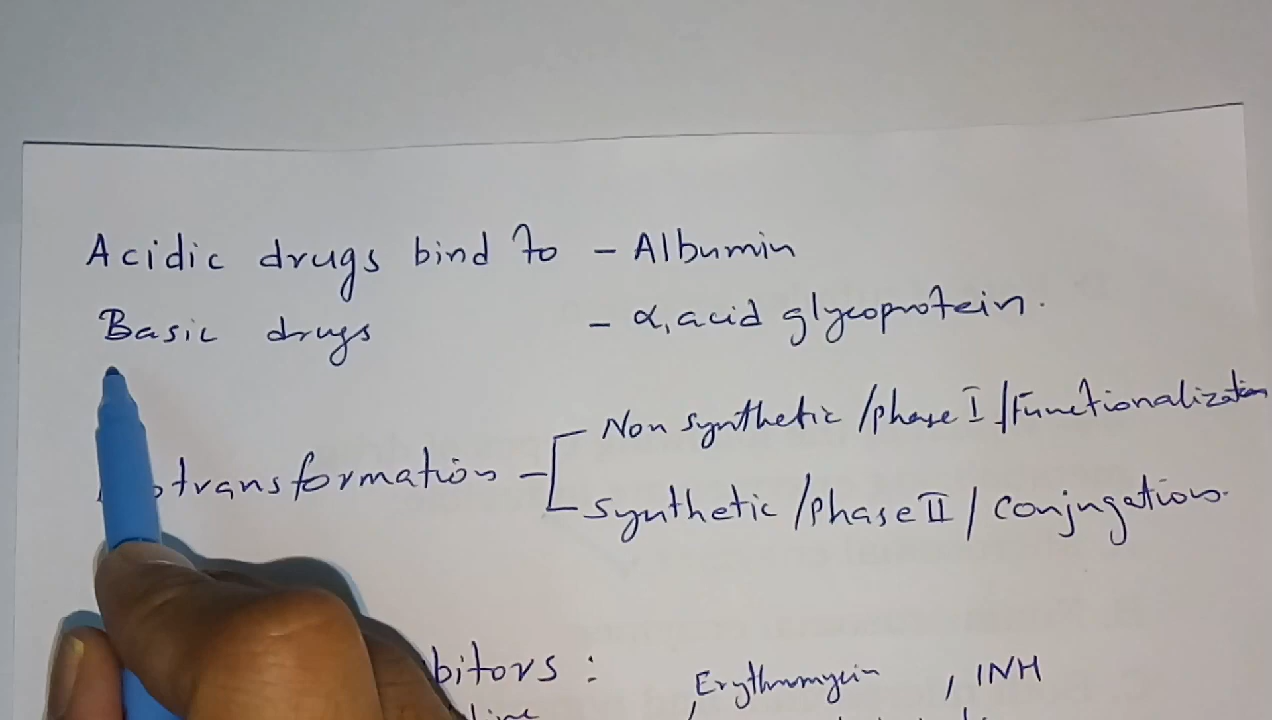 Acidic drugs bind to - Albumin
Basic drugs - α, acid glycoprotein.
Non synthetic /phase I /Functionalization
transformation
Synthetic /Phase II / conjugation.
bitors : Erythromycin , INH
line